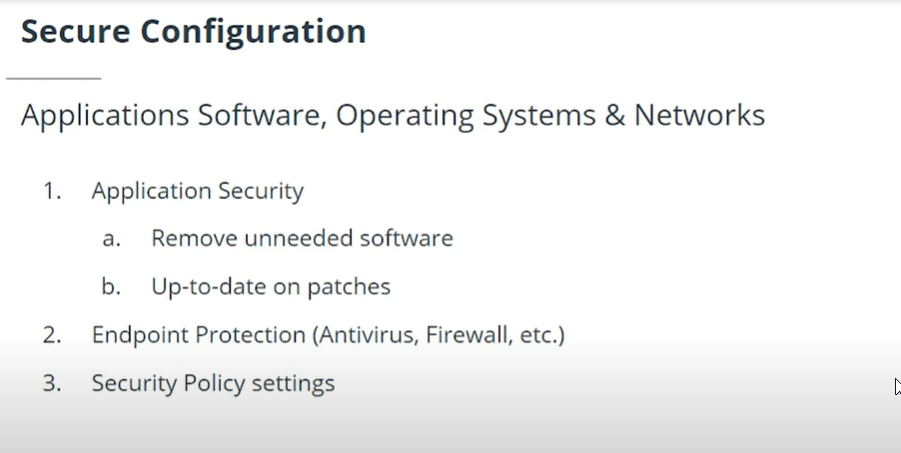 Secure Configuration
Applications Software, Operating Systems & Networks
1. Application Security
a. Remove unneeded software
b. Up-to-date on patches
2. Endpoint Protection (Antivirus, Firewall, etc.)
3. Security Policy settings